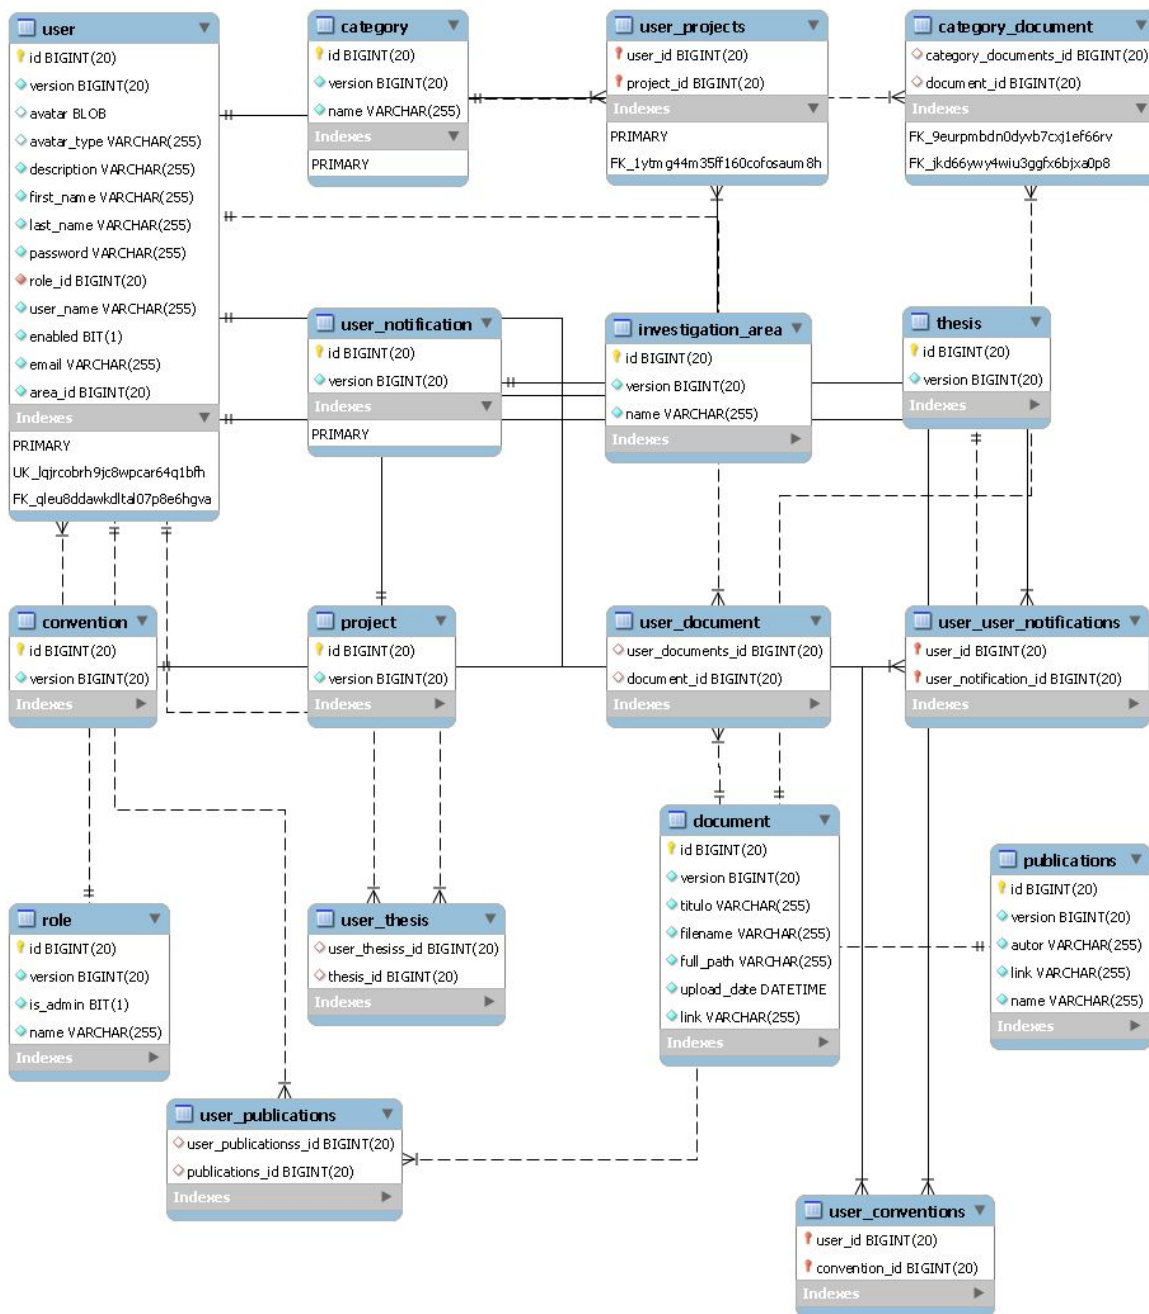 user
id BIGINT(20)
version BIGINT(20)
avatar BLOB
avatar_type VARCHAR(255)
description VARCHAR(255)
first_name VARCHAR(255)
last_name VARCHAR(255)
password VARCHAR(255)
role_id BIGINT(20)
user_name VARCHAR(255)
enabled BIT(1)
email VARCHAR(255)
area_id BIGINT(20)
Indexes
PRIMARY
UK_lqjrcobrh9jc8wpcar64q1bfh
FK_qleu8ddawkdltal07p8e6hgva
category
id BIGINT(20)
version BIGINT(20)
name VARCHAR(255)
Indexes
PRIMARY
user_projects
user_id BIGINT(20)
project_id BIGINT(20)
Indexes
PRIMARY
FK_1ytmg44m35ff160cofosaum8h
category_document
category_documents_id BIGINT(20)
document_id BIGINT(20)
Indexes
FK_9eurpmbdn0dyvb7cxj1ef66rv
FK_jkd66ywy4wiu3ggfx6bjxa0p8
user_notification
id BIGINT(20)
version BIGINT(20)
Indexes
PRIMARY
investigation_area
id BIGINT(20)
version BIGINT(20)
name VARCHAR(255)
Indexes
thesis
id BIGINT(20)
version BIGINT(20)
Indexes
convention
id BIGINT(20)
version BIGINT(20)
Indexes
project
id BIGINT(20)
version BIGINT(20)
Indexes
user_document
user_documents_id BIGINT(20)
document_id BIGINT(20)
Indexes
user_user_notifications
user_id BIGINT(20)
user_notification_id BIGINT(20)
Indexes
role
id BIGINT(20)
version BIGINT(20)
is_admin BIT(1)
name VARCHAR(255)
Indexes
user_thesis
user_thesiss_id BIGINT(20)
thesis_id BIGINT(20)
Indexes
document
id BIGINT(20)
version BIGINT(20)
titulo VARCHAR(255)
filename VARCHAR(255)
full_path VARCHAR(255)
upload_date DATETIME
link VARCHAR(255)
Indexes
publications
id BIGINT(20)
version BIGINT(20)
autor VARCHAR(255)
link VARCHAR(255)
name VARCHAR(255)
Indexes
user_publications
user_publicationss_id BIGINT(20)
publications_id BIGINT(20)
Indexes
user_conventions
user_id BIGINT(20)
convention_id BIGINT(20)
Indexes